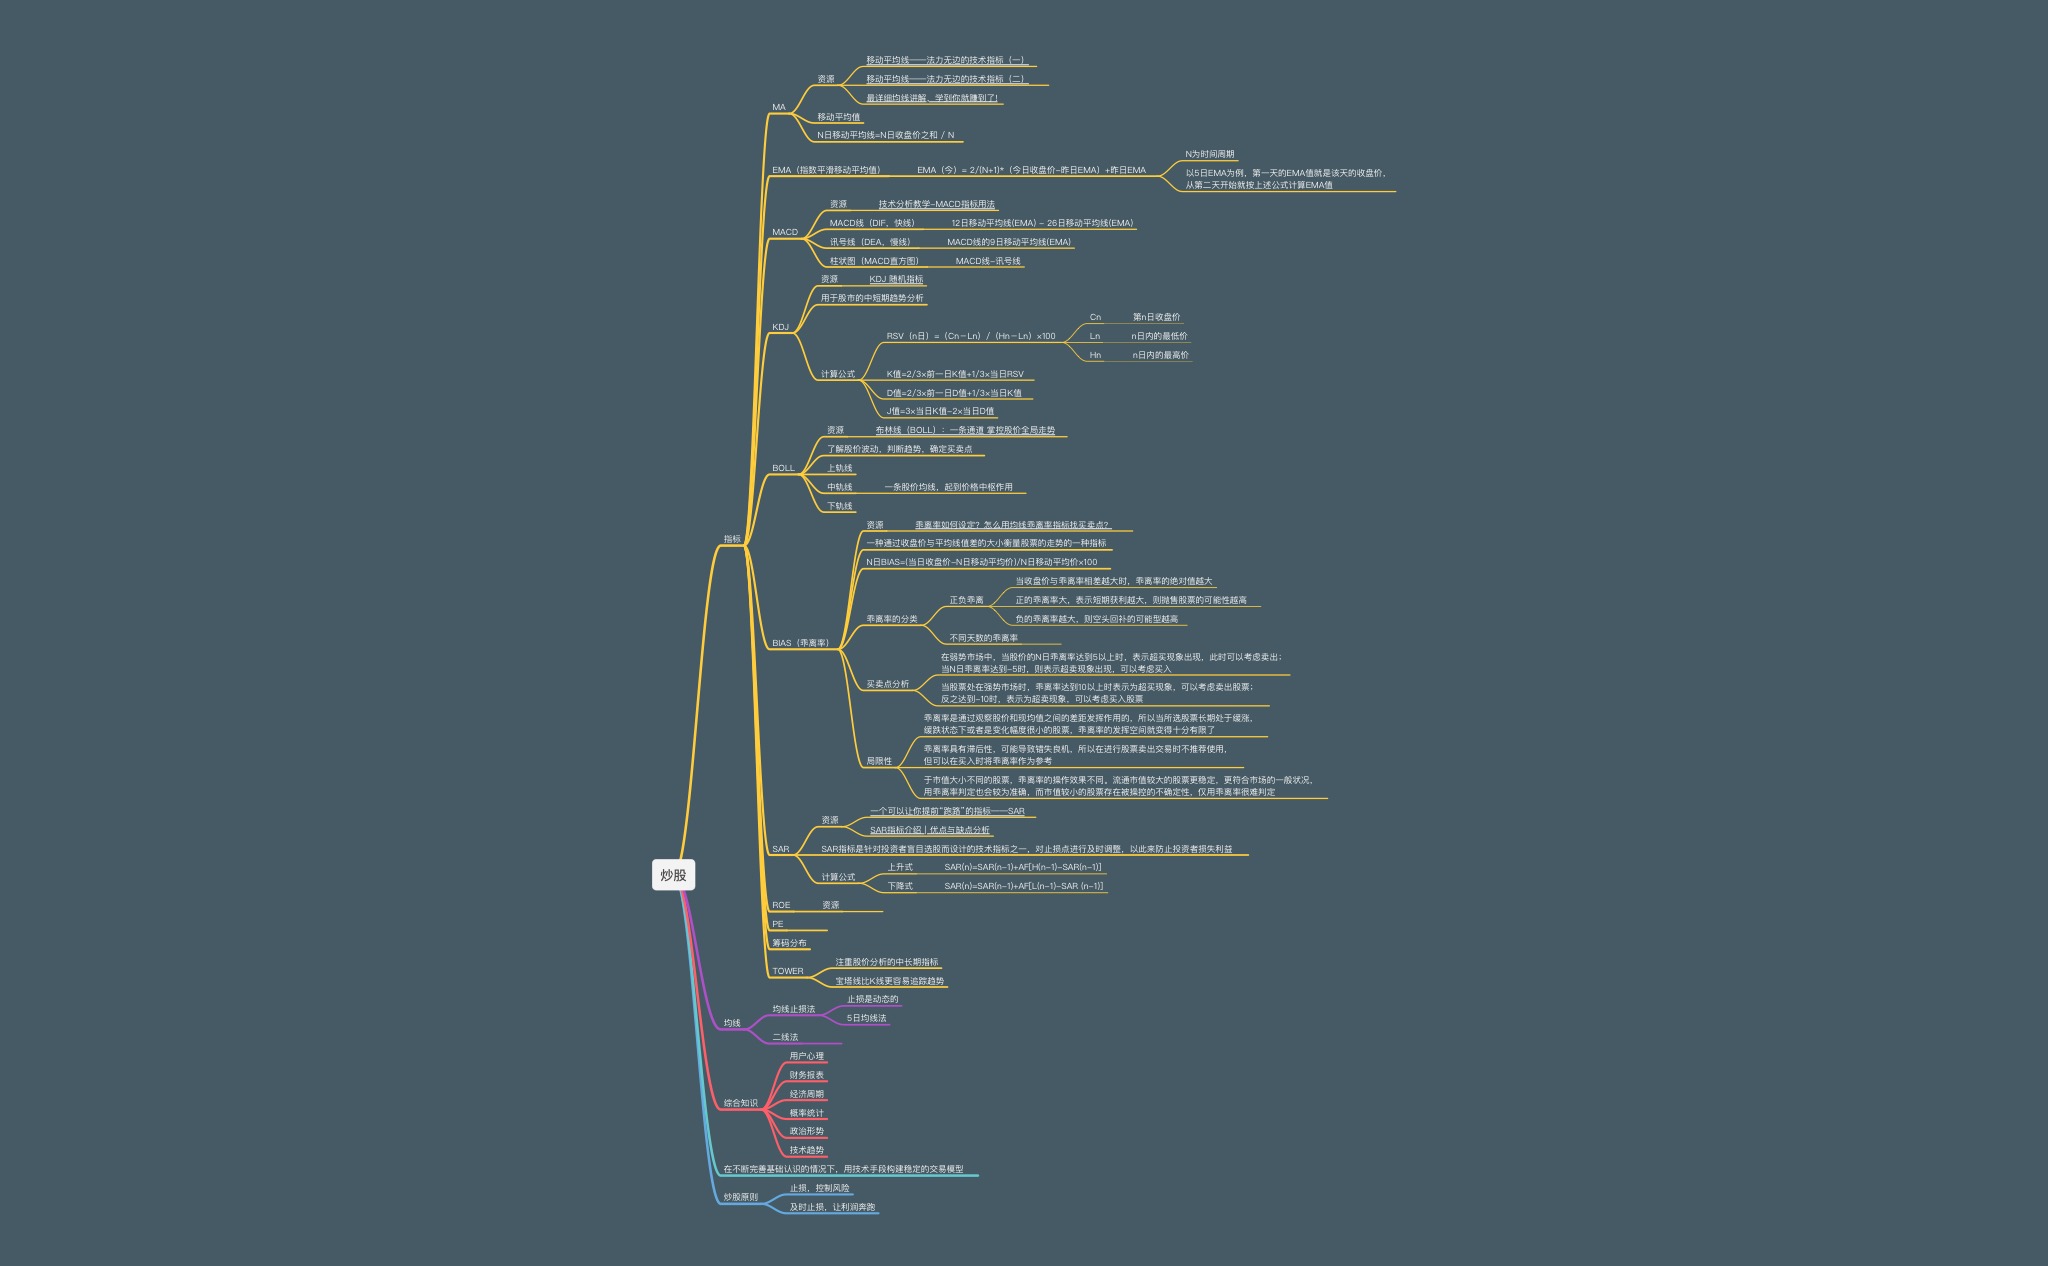 移动平均线——法力无边的技术指标（一）
资源
移动平均线——法力无边的技术指标（二）
最详细均线讲解、学到你就赚到了!
MA
移动平均值
N日移动平均线=N日收盘价之和 / N
N为时间周期
EMA（指数平滑移动平均值）
EMA（今）= 2/(N+1)*（今日收盘价-昨日EMA）+昨日EMA
以5日EMA为例，第一天的EMA值就是该天的收盘价，
从第二天开始就按上述公式计算EMA值
资源
技术分析教学-MACD指标用法
MACD线（DIF，快线）
12日移动平均线(EMA) - 26日移动平均线(EMA)
MACD
讯号线（DEA，慢线）
MACD线的9日移动平均线(EMA)
柱状图（MACD直方图）
MACD线-讯号线
资源
KDJ 随机指标
用于股市的中短期趋势分析
KDJ
Cn
第n日收盘价
RSV（n日）=（Cn－Ln）/（Hn－Ln）×100
Ln
n日内的最低价
Hn
n日内的最高价
计算公式
K值=2/3×前一日K值+1/3×当日RSV
D值=2/3×前一日D值+1/3×当日K值
J值=3×当日K值-2×当日D值
资源
布林线（BOLL）：一条通道 掌控股价全局走势
了解股价波动，判断趋势，确定买卖点
BOLL
上轨线
中轨线
一条股价均线，起到价格中枢作用
下轨线
指标
资源
乖离率如何设定？怎么用均线乖离率指标找买卖点?
一种通过收盘价与平均线值差的大小衡量股票的走势的一种指标
N日BIAS=(当日收盘价-N日移动平均价)/N日移动平均价×100
当收盘价与乖离率相差越大时，乖离率的绝对值越大
正负乖离
正的乖离率大，表示短期获利越大，则抛售股票的可能性越高
乖离率的分类
负的乖离率越大，则空头回补的可能型越高
不同天数的乖离率
BIAS（乖离率）
在弱势市场中，当股价的N日乖离率达到5以上时，表示超买现象出现，此时可以考虑卖出；
当N日乖离率达到-5时，则表示超卖现象出现，可以考虑买入
买卖点分析
当股票处在强势市场时，乖离率达到10以上时表示为超买现象，可以考虑卖出股票；
反之达到-10时，表示为超卖现象，可以考虑买入股票
乖离率是通过观察股价和现均值之间的差距发挥作用的，所以当所选股票长期处于缓涨，
缓跌状态下或者是变化幅度很小的股票，乖离率的发挥空间就变得十分有限了
局限性
乖离率具有滞后性，可能导致错失良机，所以在进行股票卖出交易时不推荐使用，
但可以在买入时将乖离率作为参考
于市值大小不同的股票，乖离率的操作效果不同，流通市值较大的股票更稳定，更符合市场的一般状况，
用乖离率判定也会较为准确，而市值较小的股票存在被操控的不确定性，仅用乖离率很难判定
一个可以让你提前“跑路”的指标——SAR
资源
SAR指标介绍｜优点与缺点分析
SAR
SAR指标是针对投资者盲目选股而设计的技术指标之一，对止损点进行及时调整，以此来防止投资者损失利益
上升式
SAR(n)=SAR(n-1)+AF[H(n-1)-SAR(n-1)]
计算公式
下降式
SAR(n)=SAR(n-1)+AF[L(n-1)-SAR (n-1)]
炒股
ROE
资源
PE
筹码分布
TOWER
注重股价分析的中长期指标
宝塔线比K线更容易追踪趋势
均线
均线止损法
止损是动态的
5日均线法
二线法
综合知识
用户心理
财务报表
经济周期
概率统计
政治形势
技术趋势
在不断完善基础认识的情况下，用技术手段构建稳定的交易模型
炒股原则
止损，控制风险
及时止损，让利润奔跑